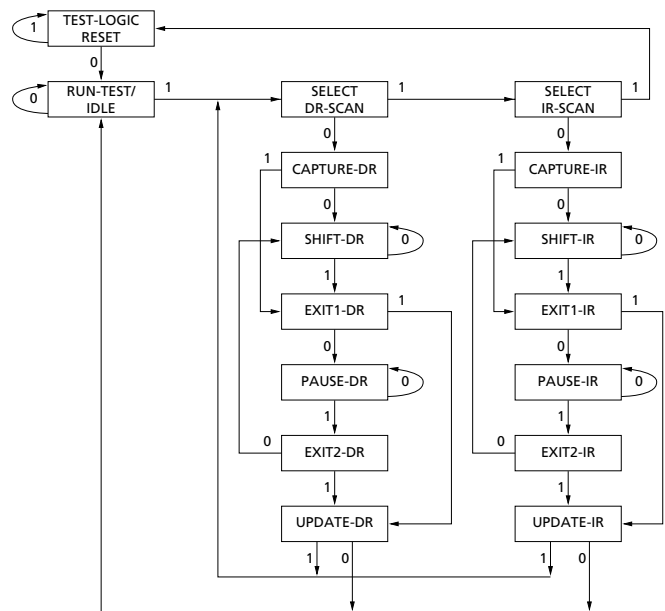 TEST-LOGIC
RESET
1
0
RUN-TEST/
IDLE
0
1
SELECT
DR-SCAN
1
SELECT
IR-SCAN
1
0
0
1
CAPTURE-DR
1
CAPTURE-IR
0
0
SHIFT-DR
0
SHIFT-IR
0
1
1
EXIT1-DR
1
EXIT1-IR
1
0
0
PAUSE-DR
0
PAUSE-IR
0
1
1
0
EXIT2-DR
0
EXIT2-IR
1
1
UPDATE-DR
UPDATE-IR
1
0
1
0